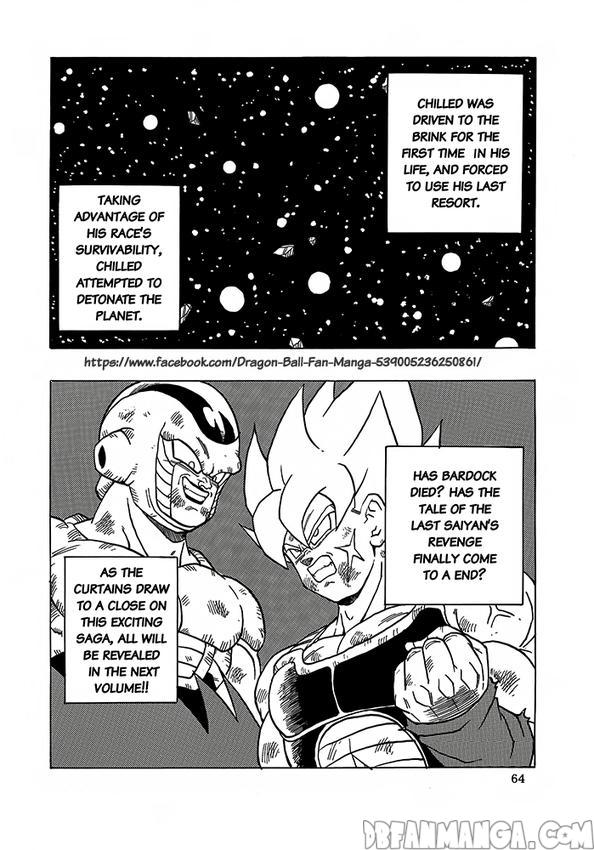 CHILLED WAS
DRIVEN TO THE
BRINK FOR THE
FIRST TIME IN HIS
LIFE, AND FORCED
TO USE HIS LAST
RESORT.
TAKING
ADVANTAGE OF
HIS RACE'S
SURVIVABILITY,
CHILLED
ATTEMPTED TO
DETONATE THE
PLANET.
https://www.facebook.com/Dragon-Ball-Fan-Manga-539005236250861/
HAS BARDOCK
DIED? HAS THE
TALE OF THE
LAST SAIYAN'S
REVENGE
FINALLY COME
TO A END?
AS THE
CURTAINS DRAW
TO A CLOSE ON
THIS EXCITING
SAGA, ALL WILL
BE REVEALED
IN THE NEXT
VOLUME!!
64
DBFANMANGA.COM